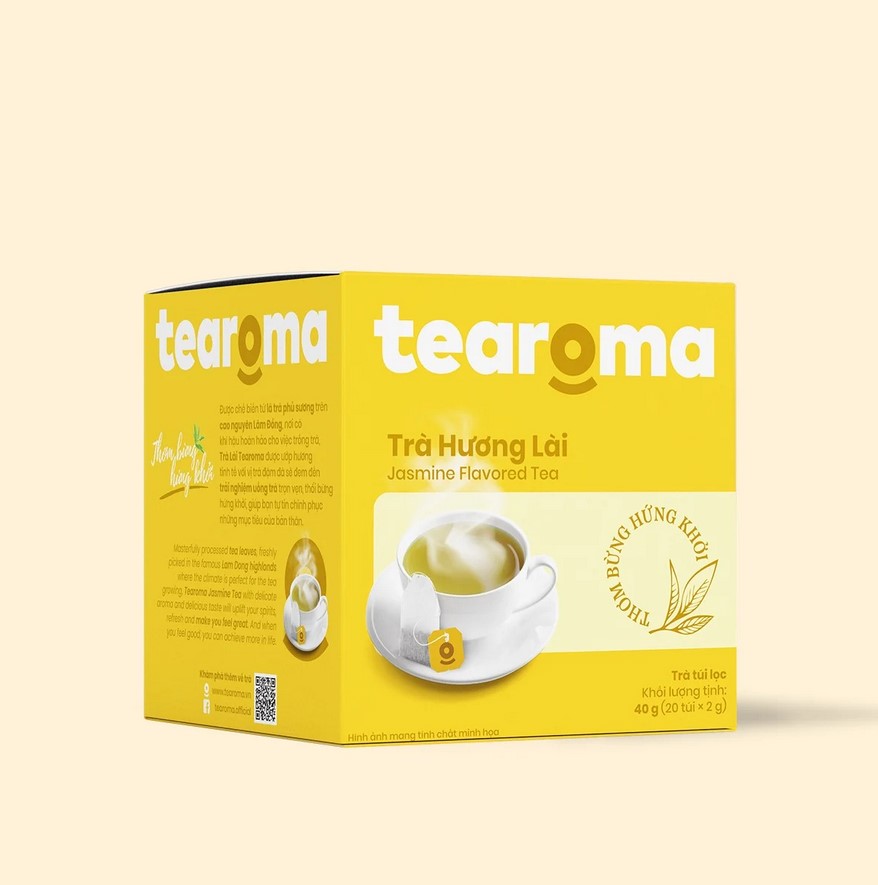 tearoma
Được chế biến từ lá trà phủ sương trên
cao nguyên Lâm Đồng, nơi có
khí hậu hoàn hảo cho việc trồng trà,
Trà Lài Tearoma được ướp hương
tinh tế với vị trà đậm đà sẽ đem đến
trải nghiệm uống trà trọn vẹn, thổi bừng
hứng khởi, giúp bạn tự tin chinh phục
những mục tiêu của bản thân.
Thơm bừng
hứng khởi
Masterfully processed tea leaves, freshly
picked in the famous Lam Dong highlands
where the climate is perfect for the tea
growing, Tearoma Jasmine Tea with delicate
aroma and delicious taste will uplift your spirits,
refresh and make you feel great. And when
you feel good, you can achieve more in life.
Khám phá thêm về trà
www.tearoma.vn
tearoma.official
tearoma
Trà Hương Lài
Jasmine Flavored Tea
THƠM BỪNG HỨNG KHỞI
Trà túi lọc
Khối lượng tịnh:
40 g (20 túi × 2 g)
Hình ảnh mang tính chất minh họa